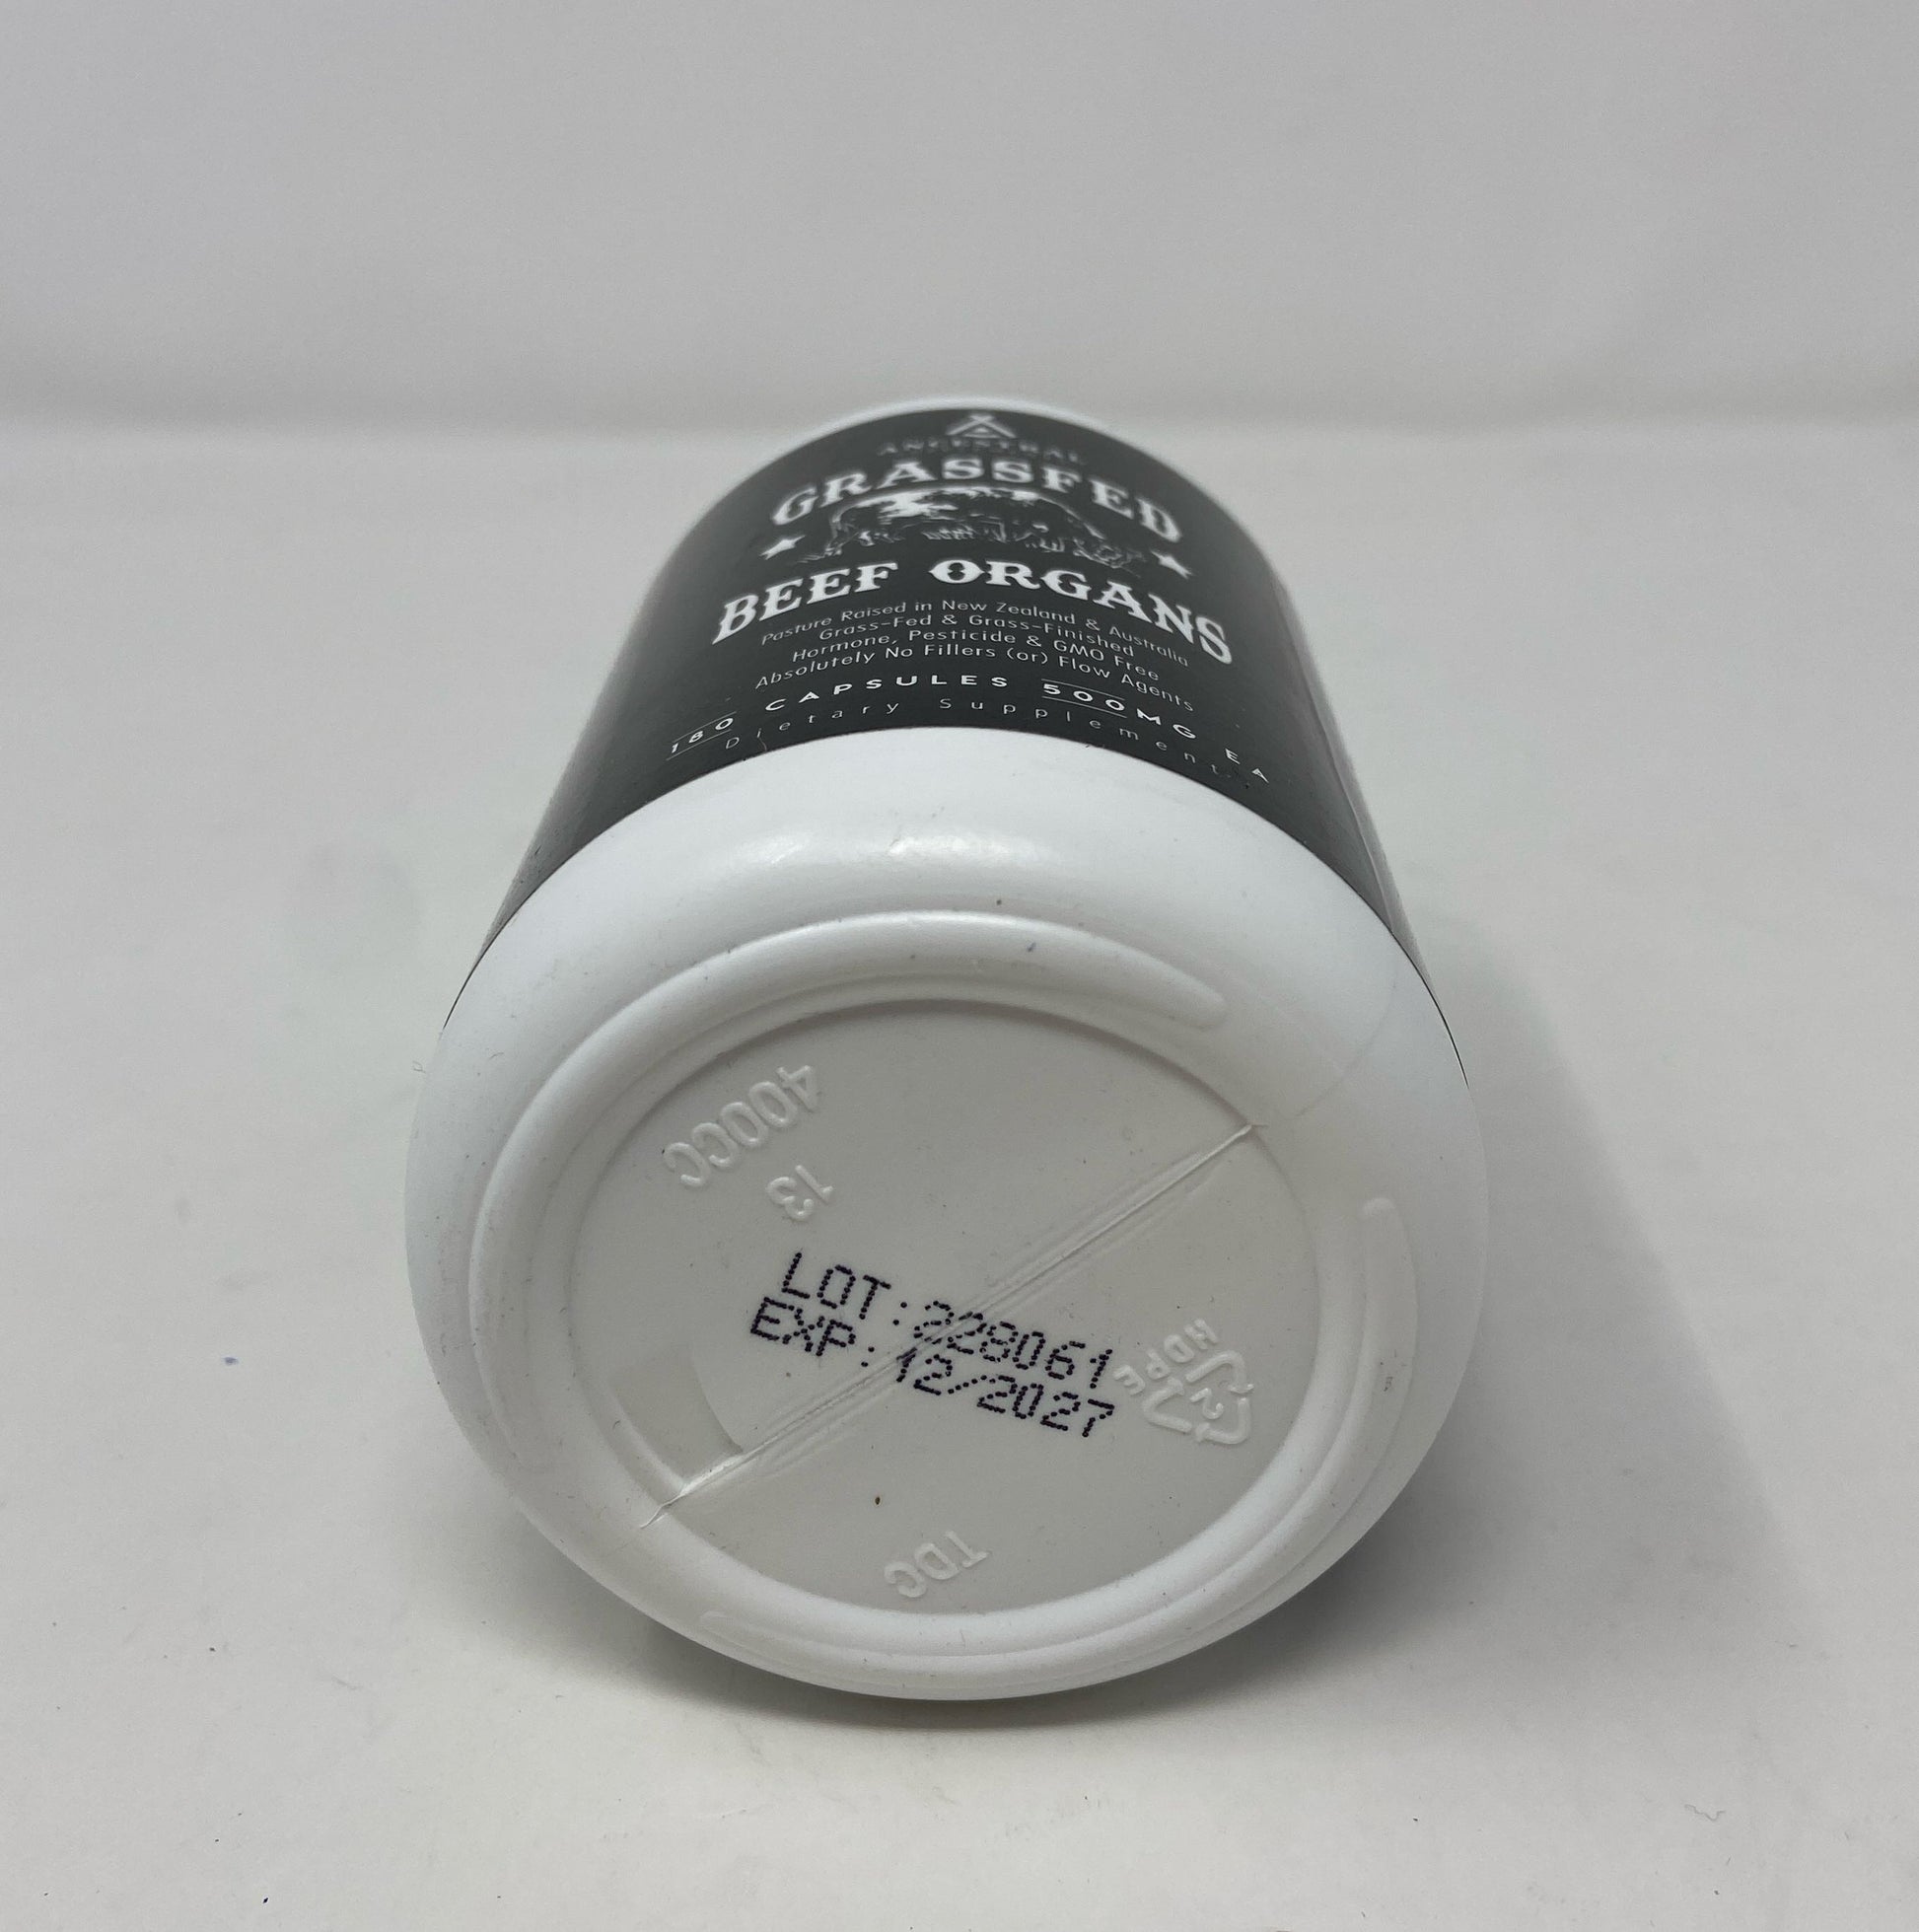 ANCESTRAL
GRASSFED
BEEF ORGANS
Pasture Raised in New Zealand & Australia
Grass-Fed & Grass-Finished
Hormone, Pesticide & GMO Free
Absolutely No Fillers (or) Flow Agents
180 CAPSULES 500MG EA
Dietary Supplement
400CC
13
LOT:328061
EXP:12/2027
HDPE
2
TDC